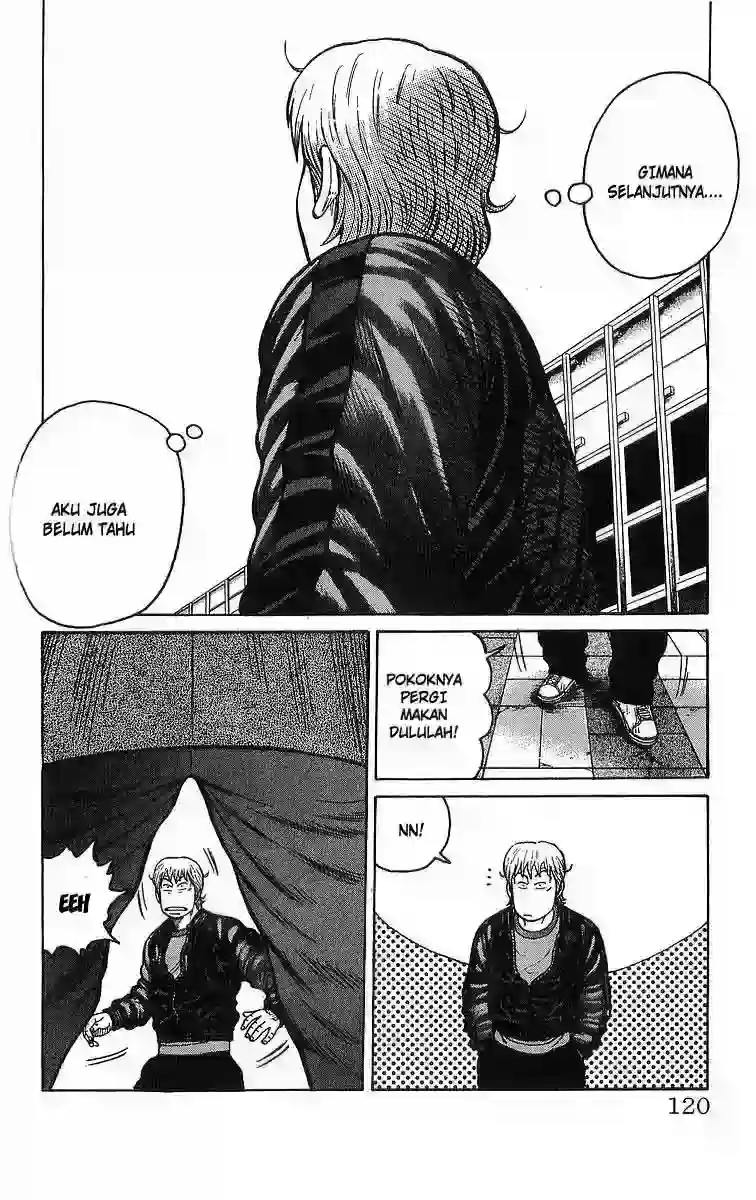 GIMANA
SELANJUTNYA....
AKU JUGA
BELUM TAHU
POKOKNYA
PERGI
MAKAN
DULULAH!
NN!
EEH
120